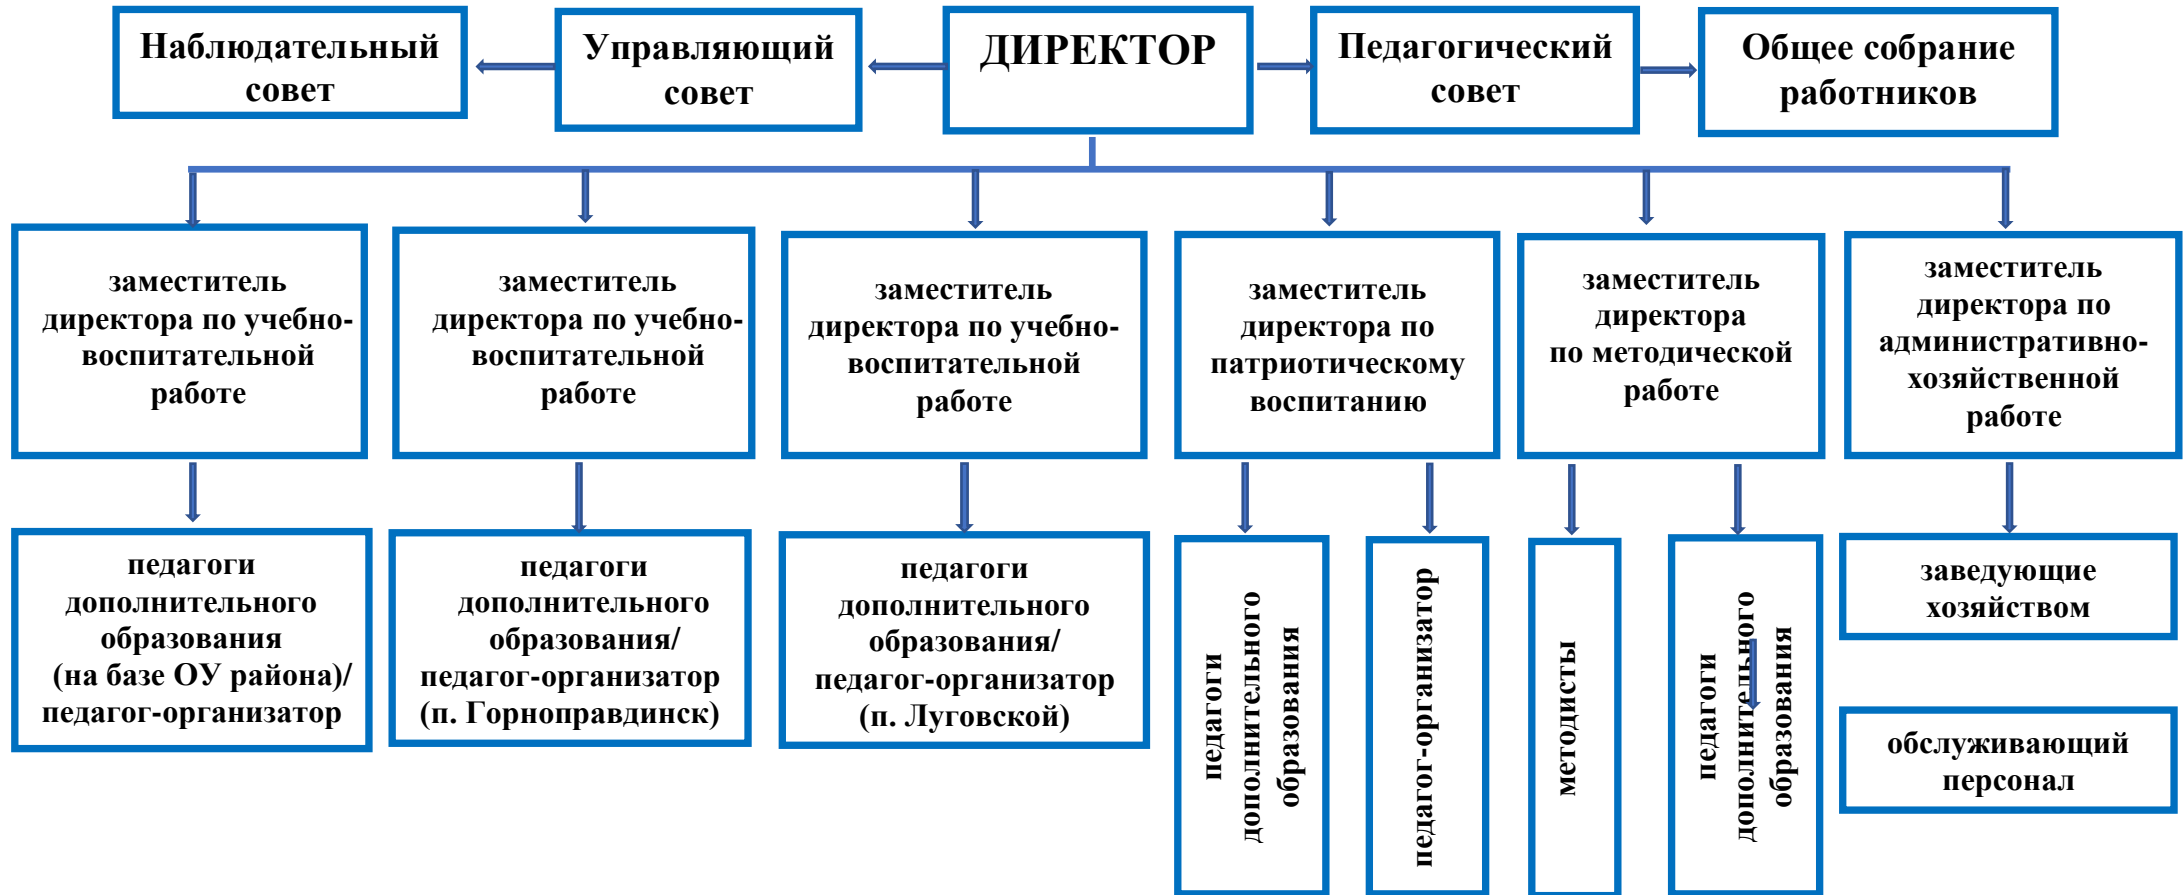 Наблюдательный
совет
Управляющий
совет
ДИРЕКТОР
Педагогический
совет
Общее собрание
работников
заместитель
директора по учебно-
воспитательной
работе
заместитель
директора по учебно-
воспитательной
работе
заместитель
директора по учебно-
воспитательной
работе
заместитель
директора по
патриотическому
воспитанию
заместитель
директора
по методической
работе
заместитель
директора по
административно-
хозяйственной
работе
педагоги
дополнительного
образования
(на базе ОУ района)/
педагог-организатор
педагоги
дополнительного
образования/
педагог-организатор
(п. Горноправдинск)
педагоги
дополнительного
образования/
педагог-организатор
(п. Луговской)
педагоги
дополнительного
образования
педагог-организатор
методисты
педагоги
дополнительного
образования
заведующие
хозяйством
обслуживающий
персонал